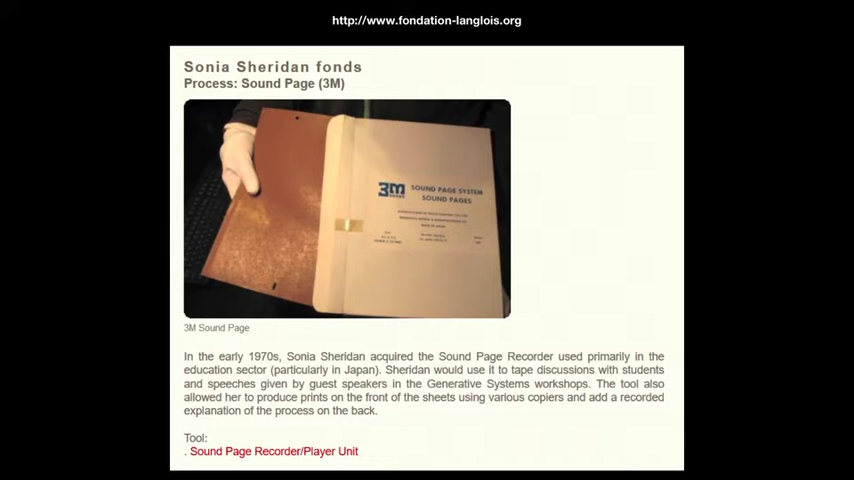 http://www.fondation-langlois.org
Sonia Sheridan fonds
Process: Sound Page (3M)
3M
SOUND PAGE SYSTEM
SOUND PAGES
3M Sound Page
In the early 1970s, Sonia Sheridan acquired the Sound Page Recorder used primarily in the
education sector (particularly in Japan). Sheridan would use it to tape discussions with students
and speeches given by guest speakers in the Generative Systems workshops. The tool also
allowed her to produce prints on the front of the sheets using various copiers and add a recorded
explanation of the process on the back.
Tool:
. Sound Page Recorder/Player Unit